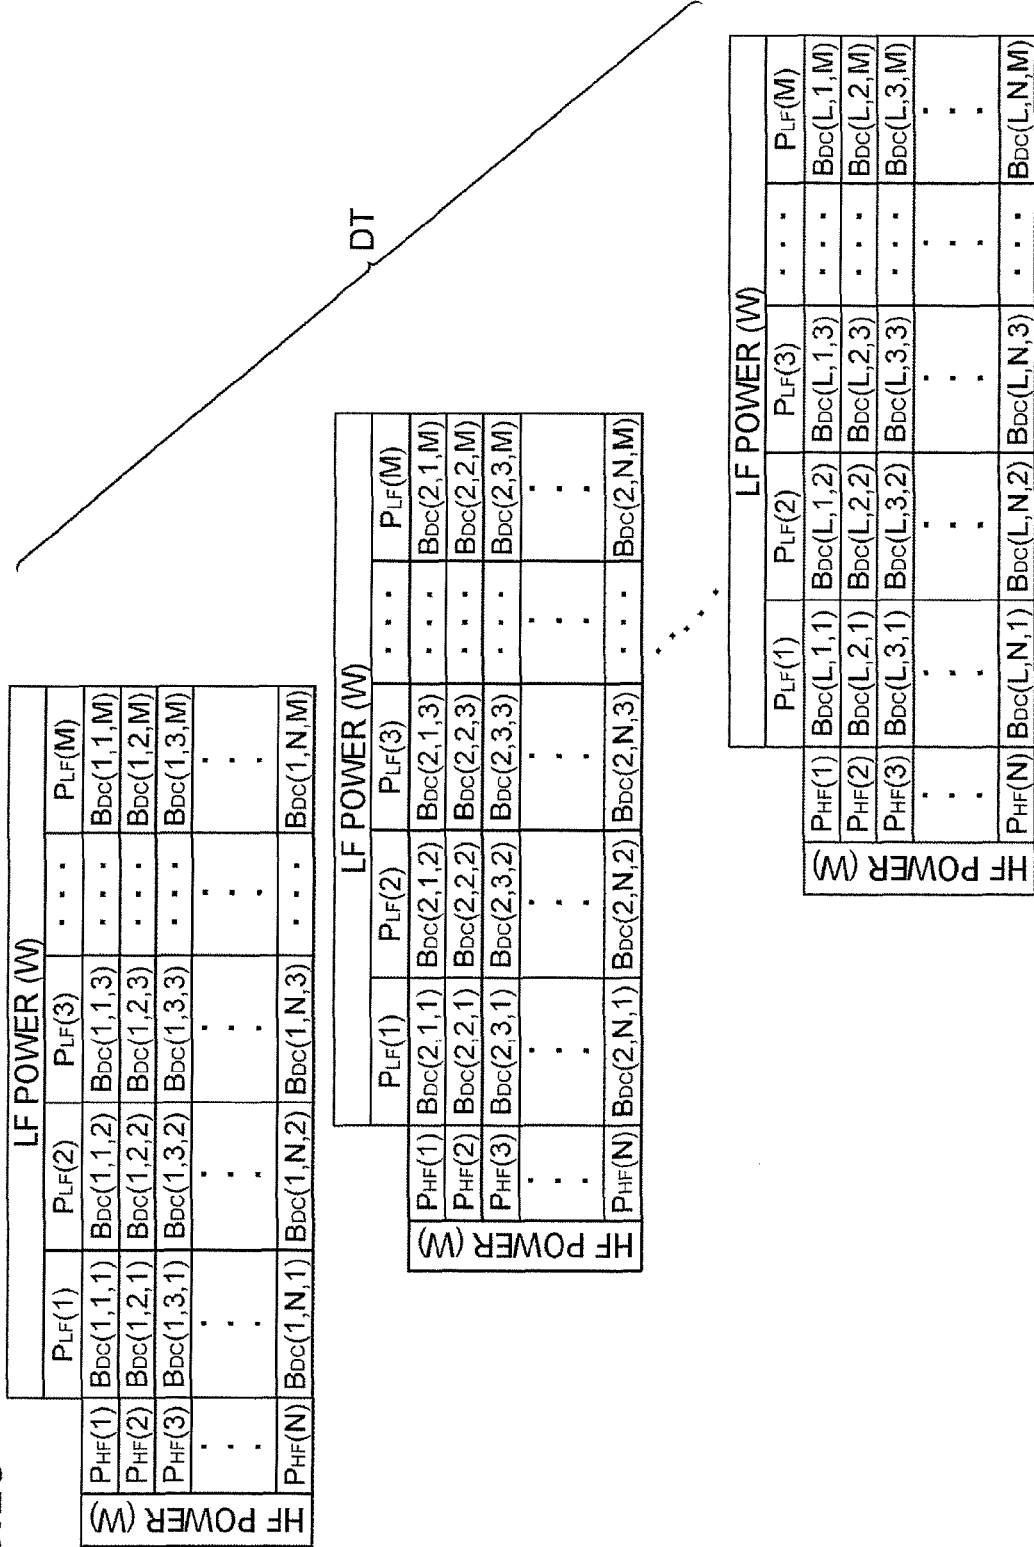 LF POWER (W)
PLF(1) PLF(2) PLF(3) . . . PLF(M)
HF POWER (W)
PHF(1) BDC(1,1,1) BDC(1,1,2) BDC(1,1,3) . . . BDC(1,1,M)
PHF(2) BDC(1,2,1) BDC(1,2,2) BDC(1,2,3) . . . BDC(1,2,M)
PHF(3) BDC(1,3,1) BDC(1,3,2) BDC(1,3,3) . . . BDC(1,3,M)
. . . . . . . . . . . . . . . . . .
PHF(N) BDC(1,N,1) BDC(1,N,2) BDC(1,N,3) . . . BDC(1,N,M)
DT
LF POWER (W)
PLF(1) PLF(2) PLF(3) . . . PLF(M)
HF POWER (W)
PHF(1) BDC(2,1,1) BDC(2,1,2) BDC(2,1,3) . . . BDC(2,1,M)
PHF(2) BDC(2,2,1) BDC(2,2,2) BDC(2,2,3) . . . BDC(2,2,M)
PHF(3) BDC(2,3,1) BDC(2,3,2) BDC(2,3,3) . . . BDC(2,3,M)
. . . . . . . . . . . . . . . . . .
PHF(N) BDC(2,N,1) BDC(2,N,2) BDC(2,N,3) . . . BDC(2,N,M)
. . . . .
LF POWER (W)
PLF(1) PLF(2) PLF(3) . . . PLF(M)
HF POWER (W)
PHF(1) BDC(L,1,1) BDC(L,1,2) BDC(L,1,3) . . . BDC(L,1,M)
PHF(2) BDC(L,2,1) BDC(L,2,2) BDC(L,2,3) . . . BDC(L,2,M)
PHF(3) BDC(L,3,1) BDC(L,3,2) BDC(L,3,3) . . . BDC(L,3,M)
. . . . . . . . . . . . . . . . . .
PHF(N) BDC(L,N,1) BDC(L,N,2) BDC(L,N,3) . . . BDC(L,N,M)